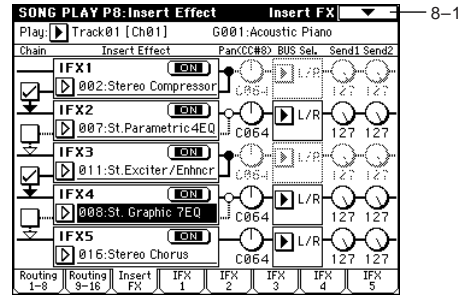 SONG PLAY P8:Insert Effect Insert FX
8–1
Play: Track01 [Ch01] G001:Acoustic Piano
Chain Insert Effect Pan(CC#8) BUS Sel. Send1 Send2
IFX1 ON
002:Stereo Compressor C064 L/R 127 127
IFX2 ON
007:St.Parametric4EQ C064 L/R 127 127
IFX3 ON
011:St.Exciter/Enhncr C064 L/R 127 127
IFX4 ON
008:St. Graphic 7EQ C064 L/R 127 127
IFX5 ON
016:Stereo Chorus C064 L/R 127 127
Routing 1-8 Routing 9-16 Insert FX IFX 1 IFX 2 IFX 3 IFX 4 IFX 5